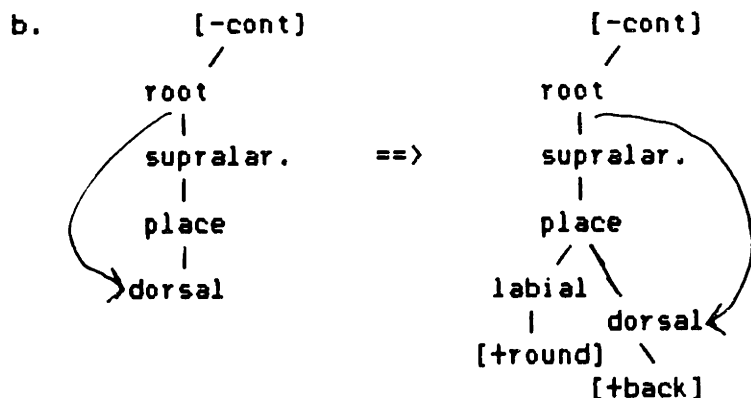 b. [-cont] [-cont]
root root
supralar. ==> supralar.
place place
dorsal labial dorsal
[+round] [+back]